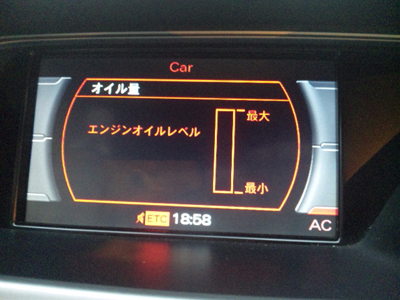 Car
オイル量
最大
エンジンオイルレベル
最小
ETC 18:58
AC